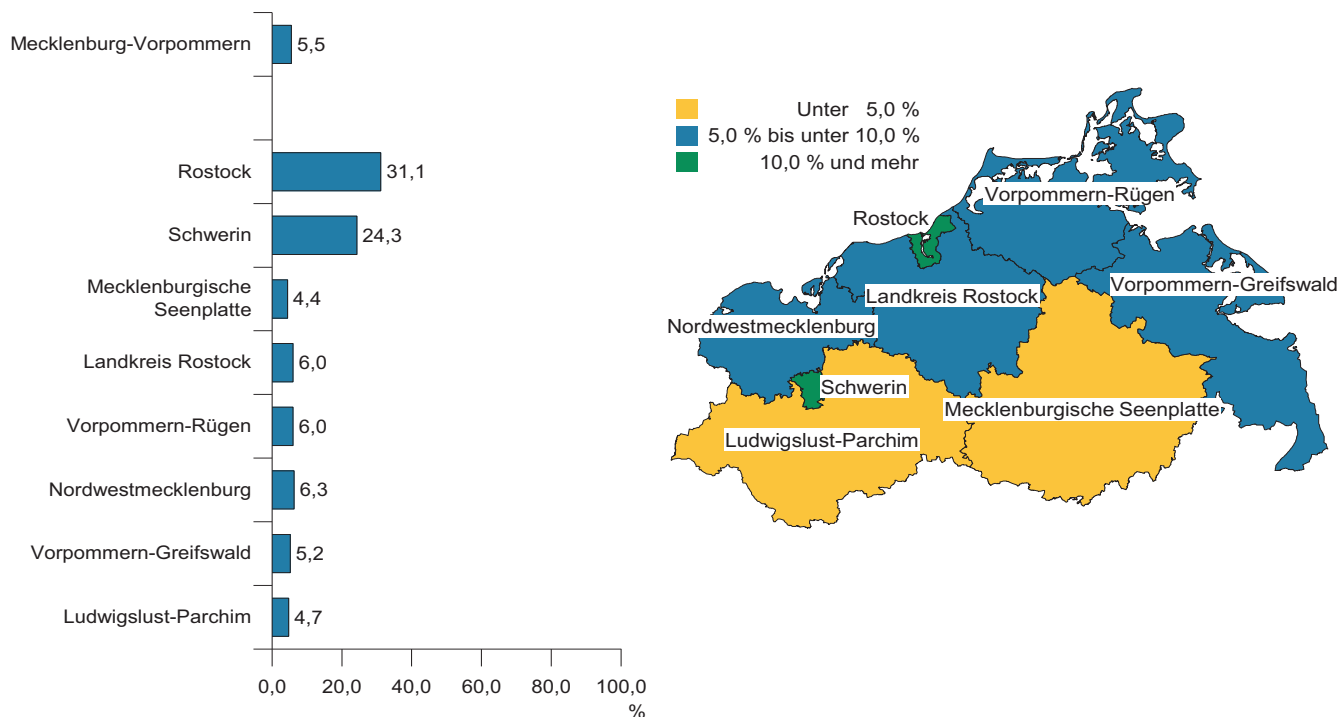 Mecklenburg-Vorpommern
5,5
Rostock
31,1
Schwerin
24,3
Mecklenburgische
Seenplatte
4,4
Landkreis Rostock
6,0
Vorpommern-Rügen
6,0
Nordwestmecklenburg
6,3
Vorpommern-Greifswald
5,2
Ludwigslust-Parchim
4,7
0,0 20,0 40,0 60,0 80,0 100,0
%
Unter 5,0 %
5,0 % bis unter 10,0 %
10,0 % und mehr
Vorpommern-Rügen
Rostock
Vorpommern-Greifswald
Landkreis Rostock
Nordwestmecklenburg
Schwerin
Mecklenburgische Seenplatte
Ludwigslust-Parchim